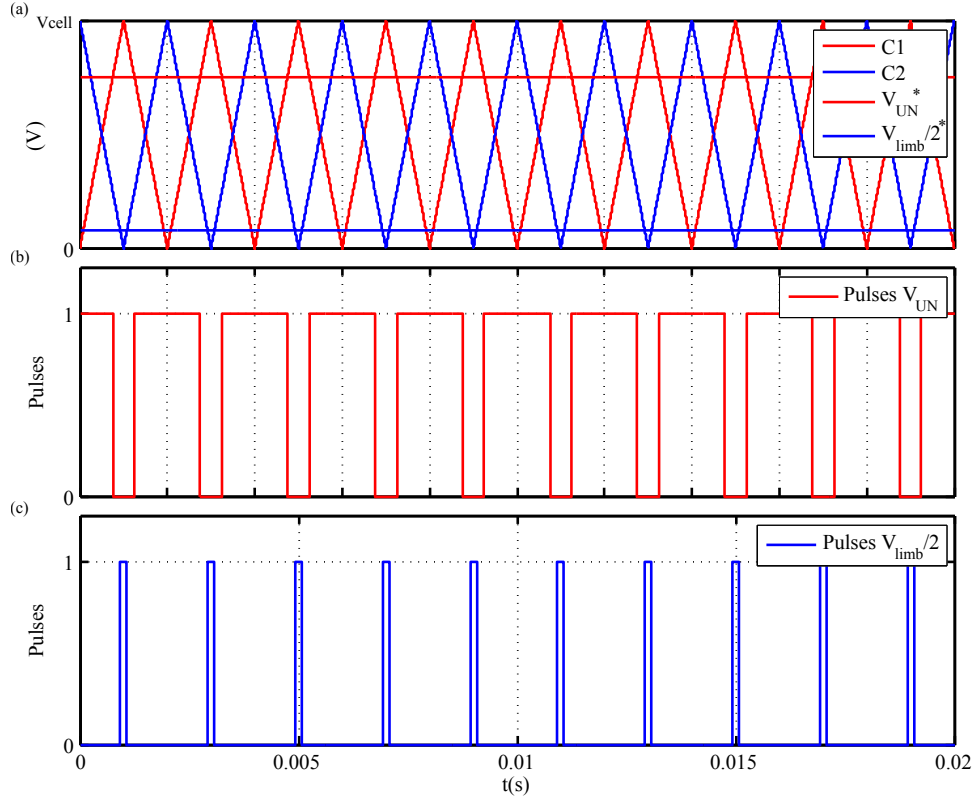 (a)
Vcell
(V)
0
C1
C2
V_UN*
V_limb/2*
(b)
1
Pulses
0
Pulses V_UN
(c)
1
Pulses
0
Pulses V_limb/2
0 0.005 0.01 0.015 0.02
t(s)